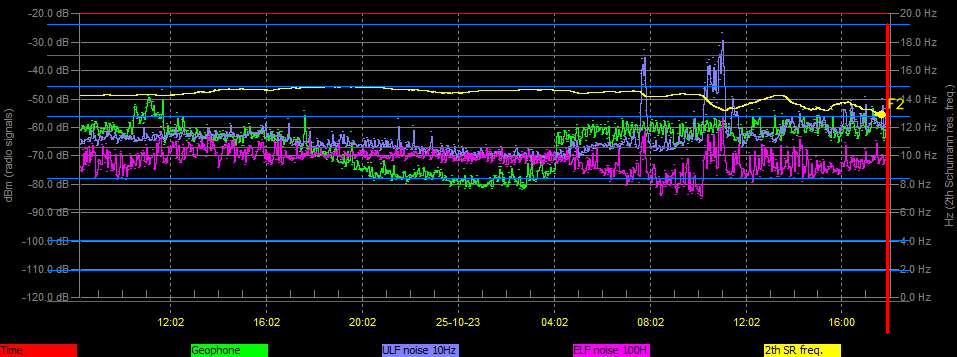 -20.0 dB 20.0 Hz
-30.0 dB 18.0 Hz
-40.0 dB 16.0 Hz
-50.0 dB 14.0 Hz
F2
-60.0 dB 12.0 Hz
-70.0 dB 10.0 Hz
-80.0 dB 8.0 Hz
-90.0 dB 6.0 Hz
-100.0 dB 4.0 Hz
-110.0 dB 2.0 Hz
-120.0 dB 0.0 Hz
dBm (radio signals)
Hz (2th Schumann res. freq.)
12:02 16:02 20:02 25-10-23 04:02 08:02 12:02 16:00
Time Geophone ULF noise 10Hz ELF noise 100H 2th SR freq.